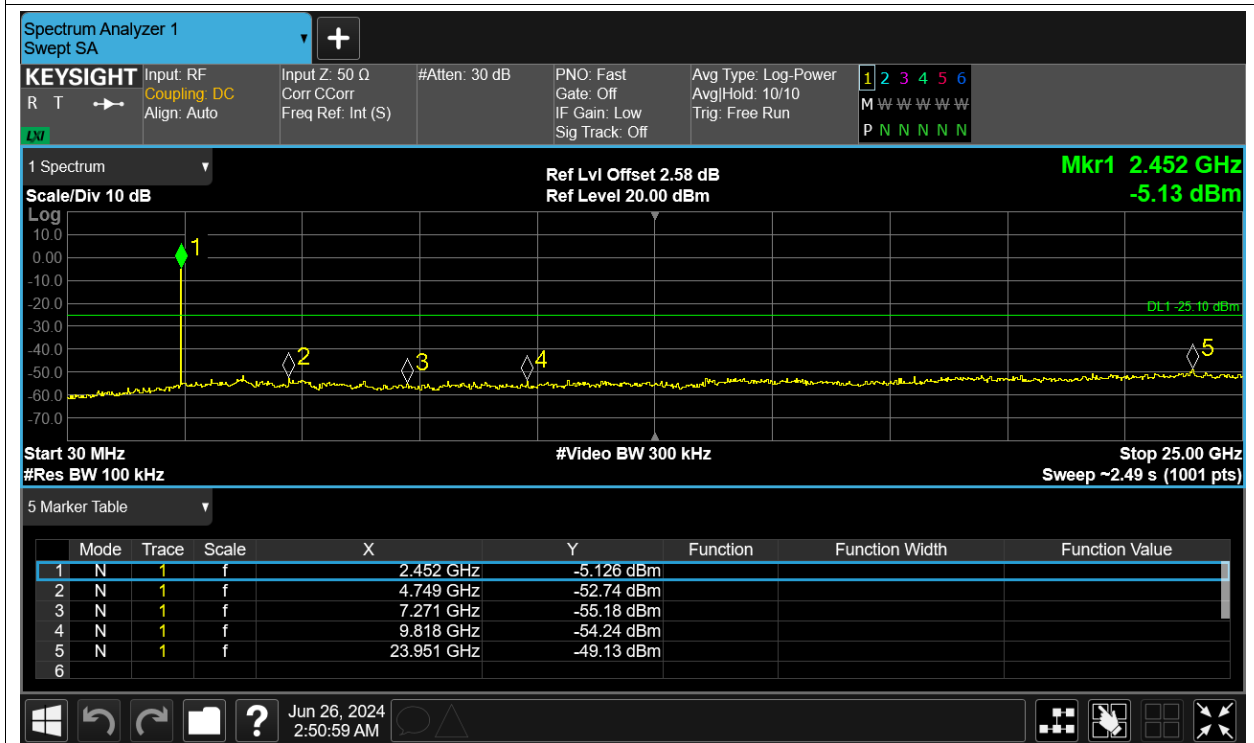 Spectrum Analyzer 1
Swept SA
+
KEYSIGHT
R T
LXI
Input: RF
Coupling: DC
Align: Auto
Input Z: 50 Ω
Corr CCorr
Freq Ref: Int (S)
#Atten: 30 dB
PNO: Fast
Gate: Off
IF Gain: Low
Sig Track: Off
Avg Type: Log-Power
Avg|Hold: 10/10
Trig: Free Run
1 2 3 4 5 6
M W W W W W
P N N N N N
1 Spectrum
Scale/Div 10 dB
Ref Lvl Offset 2.58 dB
Ref Level 20.00 dBm
Mkr1 2.452 GHz
-5.13 dBm
Log
10.0
0.00
-10.0
-20.0
-30.0
-40.0
-50.0
-60.0
-70.0
1
2
3
4
5
DL1 -25.10 dBm
Start 30 MHz
#Res BW 100 kHz
#Video BW 300 kHz
Stop 25.00 GHz
Sweep ~2.49 s (1001 pts)
5 Marker Table
Mode Trace Scale X Y Function Function Width Function Value
1 N 1 f 2.452 GHz -5.126 dBm
2 N 1 f 4.749 GHz -52.74 dBm
3 N 1 f 7.271 GHz -55.18 dBm
4 N 1 f 9.818 GHz -54.24 dBm
5 N 1 f 23.951 GHz -49.13 dBm
6
?
Jun 26, 2024
2:50:59 AM